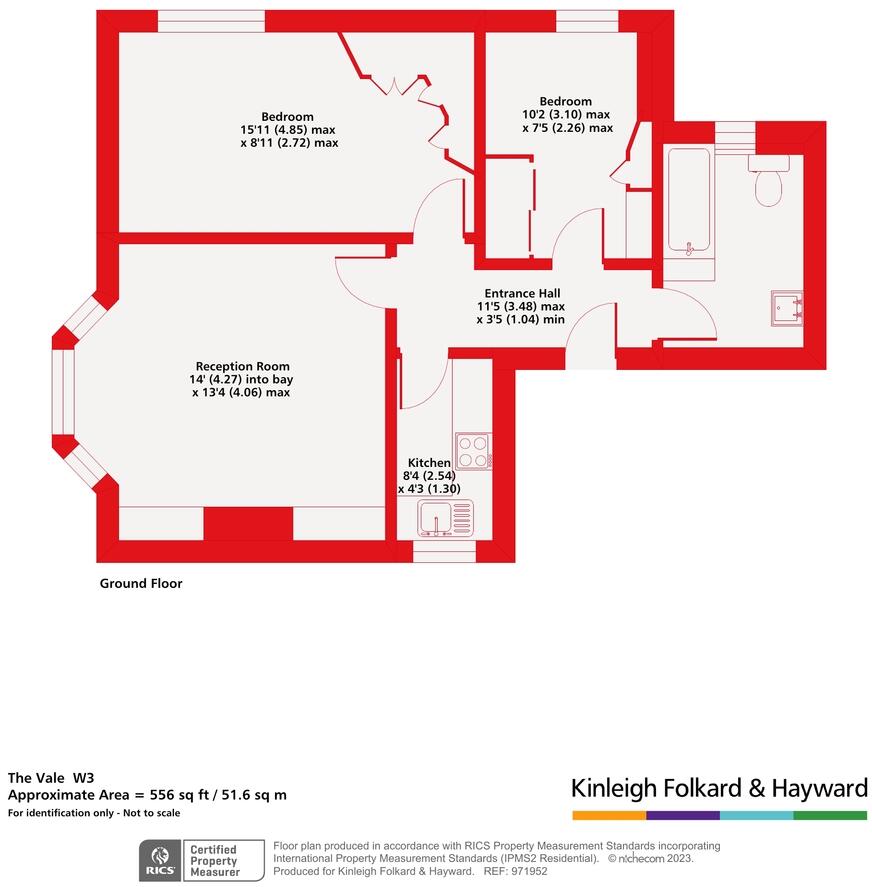 Bedroom
15'11 (4.85) max
x 8'11 (2.72) max
Bedroom
10'2 (3.10) max
x 7'5 (2.26) max
Entrance Hall
11'5 (3.48) max
x 3'5 (1.04) min
Reception Room
14' (4.27) into bay
x 13'4 (4.06) max
Kitchen
8'4 (2.54)
x 4'3 (1.30)
Ground Floor
The Vale W3
Approximate Area = 556 sq ft / 51.6 sq m
For identification only - Not to scale
Kinleigh Folkard & Hayward
RICS
Certified
Property
Measurer
Floor plan produced in accordance with RICS Property Measurement Standards incorporating
International Property Measurement Standards (IPMS2 Residential). © nichecom 2023.
Produced for Kinleigh Folkard & Hayward. REF: 971952